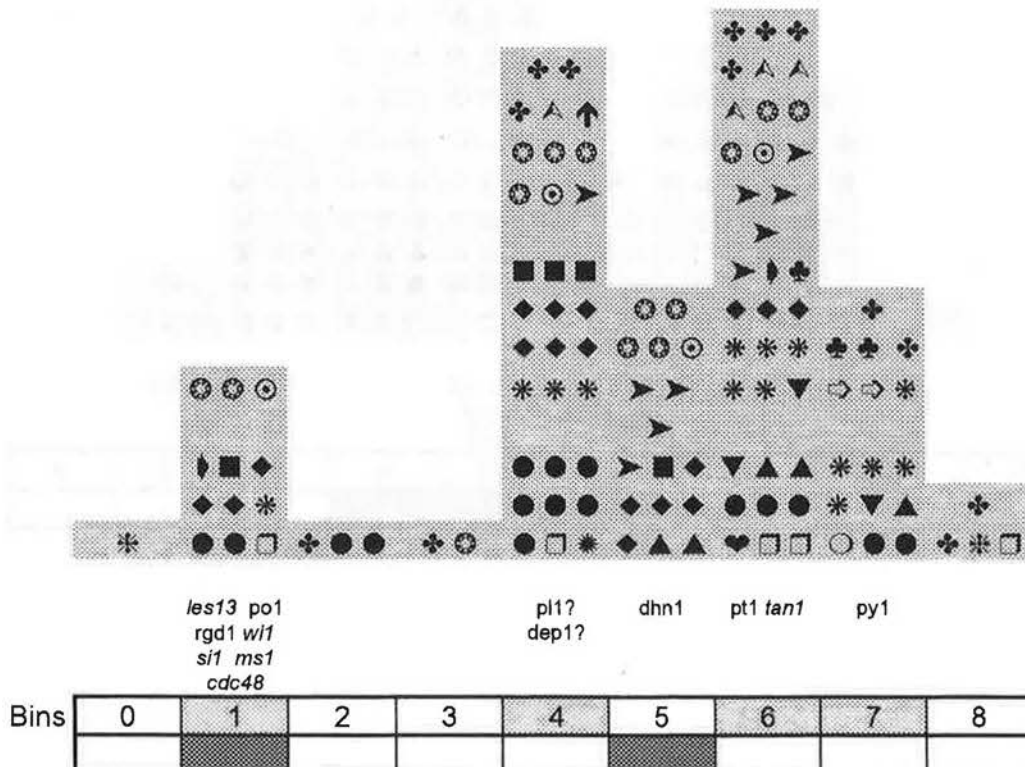 les13 po1 pl1? dhn1 pt1 tan1 py1
rgd1 wi1 dep1?
si1 ms1
cdc48
Bins 0 1 2 3 4 5 6 7 8